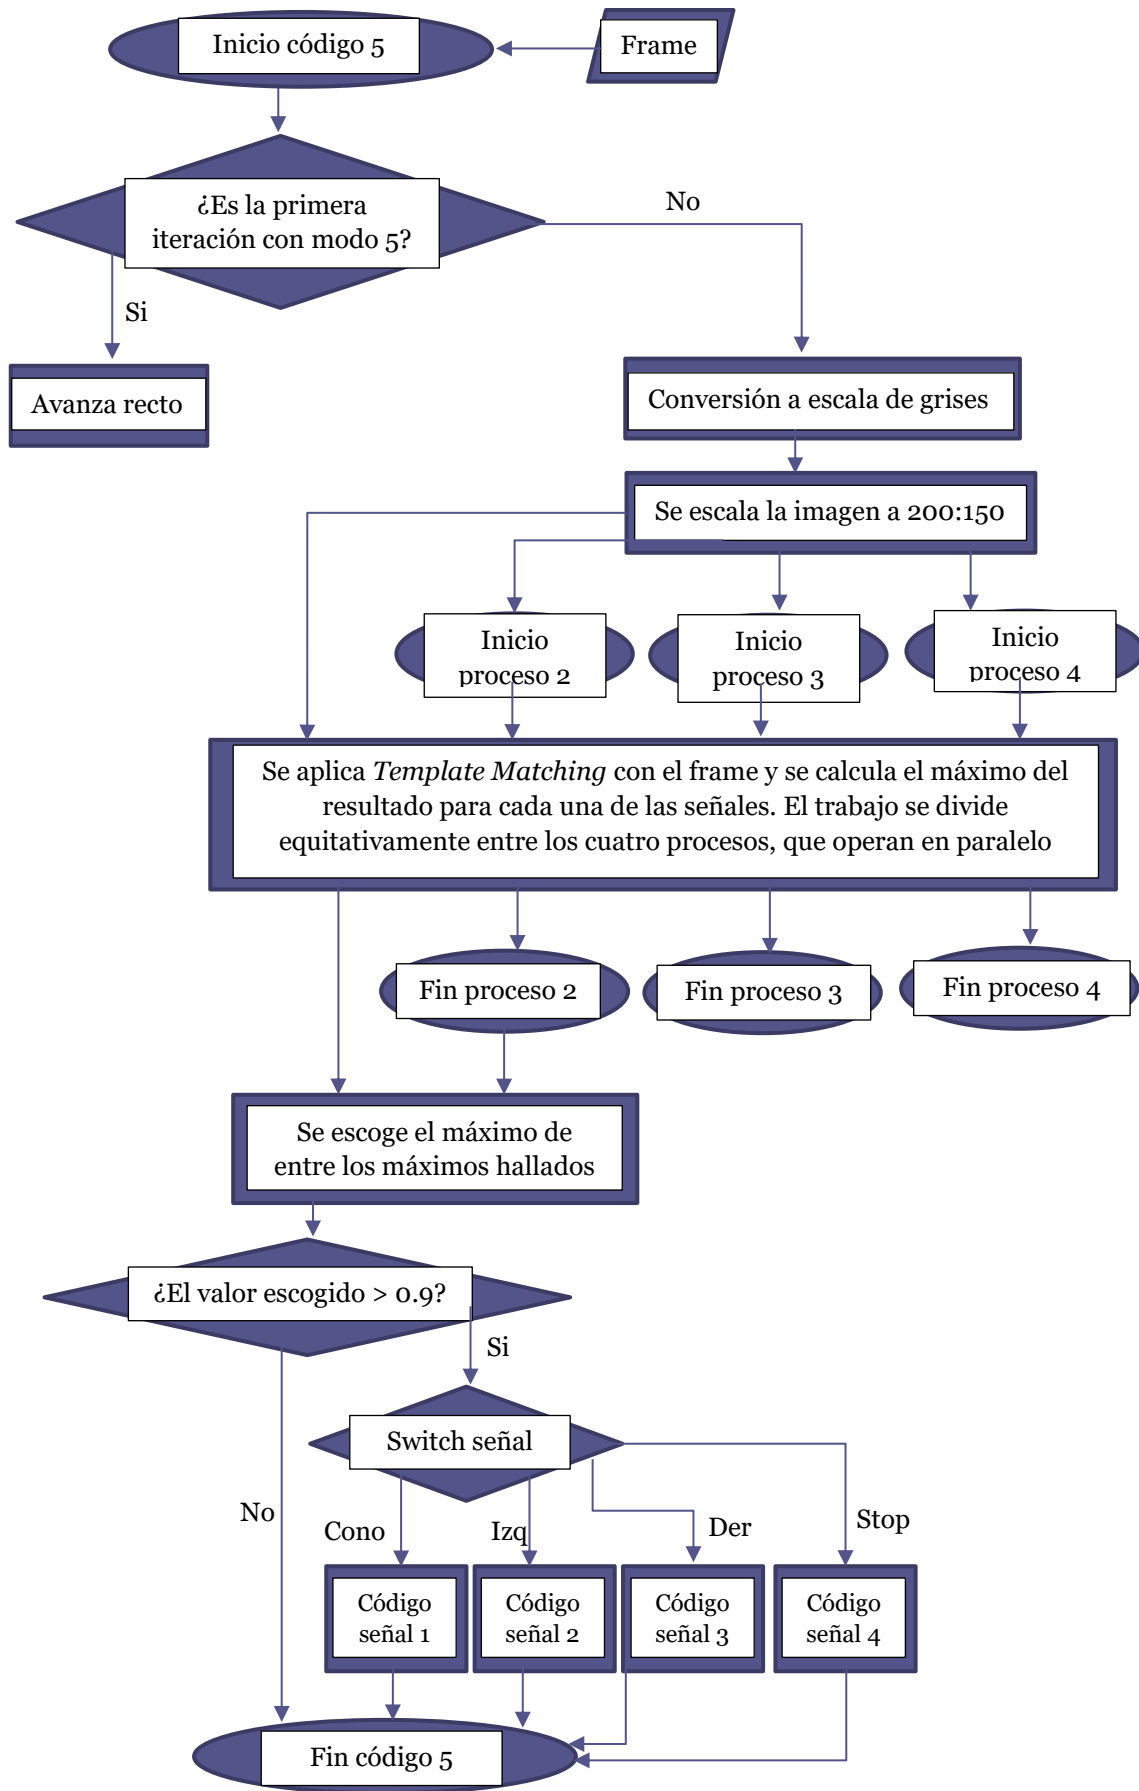 Inicio código 5
Frame
¿Es la primera
iteración con modo 5?
No
Si
Avanza recto
Conversión a escala de grises
Se escala la imagen a 200:150
Inicio
proceso 2
Inicio
proceso 3
Inicio
proceso 4
Se aplica Template Matching con el frame y se calcula el máximo del
resultado para cada una de las señales. El trabajo se divide
equitativamente entre los cuatro procesos, que operan en paralelo
Fin proceso 2
Fin proceso 3
Fin proceso 4
Se escoge el máximo de
entre los máximos hallados
¿El valor escogido > 0.9?
Si
Switch señal
No
Cono
Izq
Der
Stop
Código
señal 1
Código
señal 2
Código
señal 3
Código
señal 4
Fin código 5